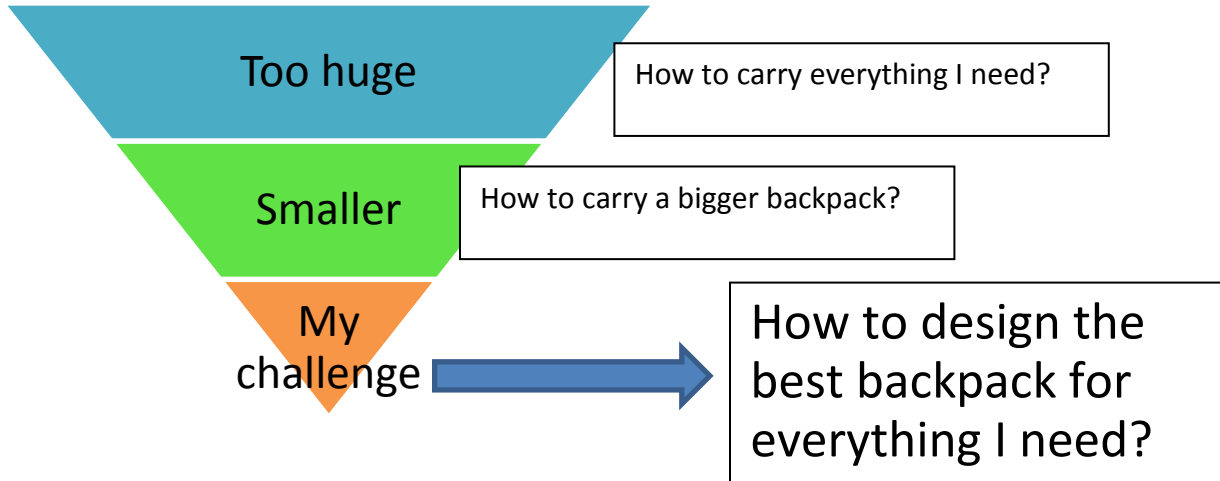 Too huge
How to carry everything I need?
Smaller
How to carry a bigger backpack?
My
challenge
How to design the
best backpack for
everything I need?